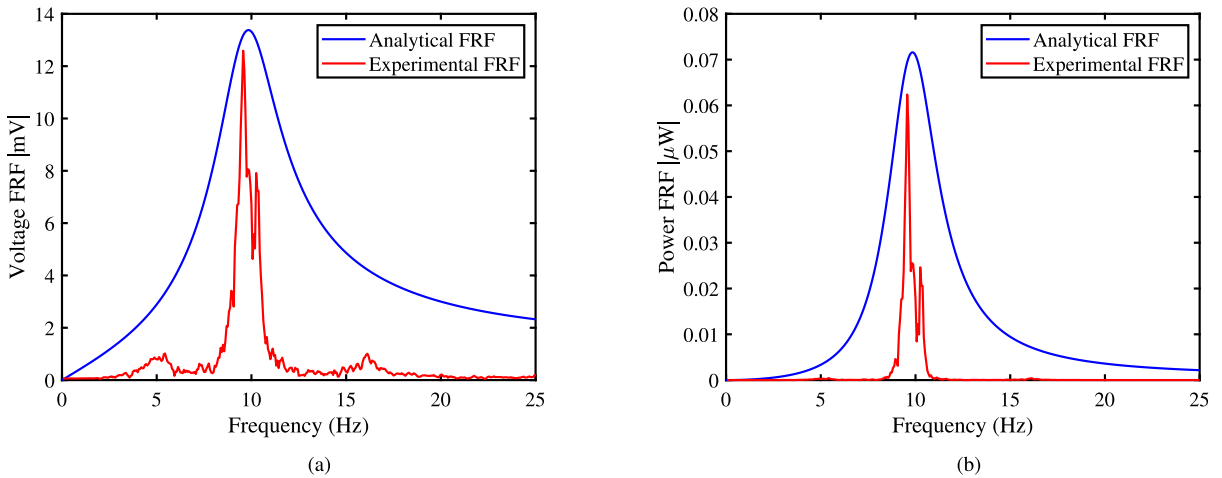 14
12
10
8
6
4
2
0
Voltage FRF |mV|
Analytical FRF
Experimental FRF
0 5 10 15 20 25
Frequency (Hz)
(a)
0.08
0.07
0.06
0.05
0.04
0.03
0.02
0.01
0
Power FRF |μW|
Analytical FRF
Experimental FRF
0 5 10 15 20 25
Frequency (Hz)
(b)